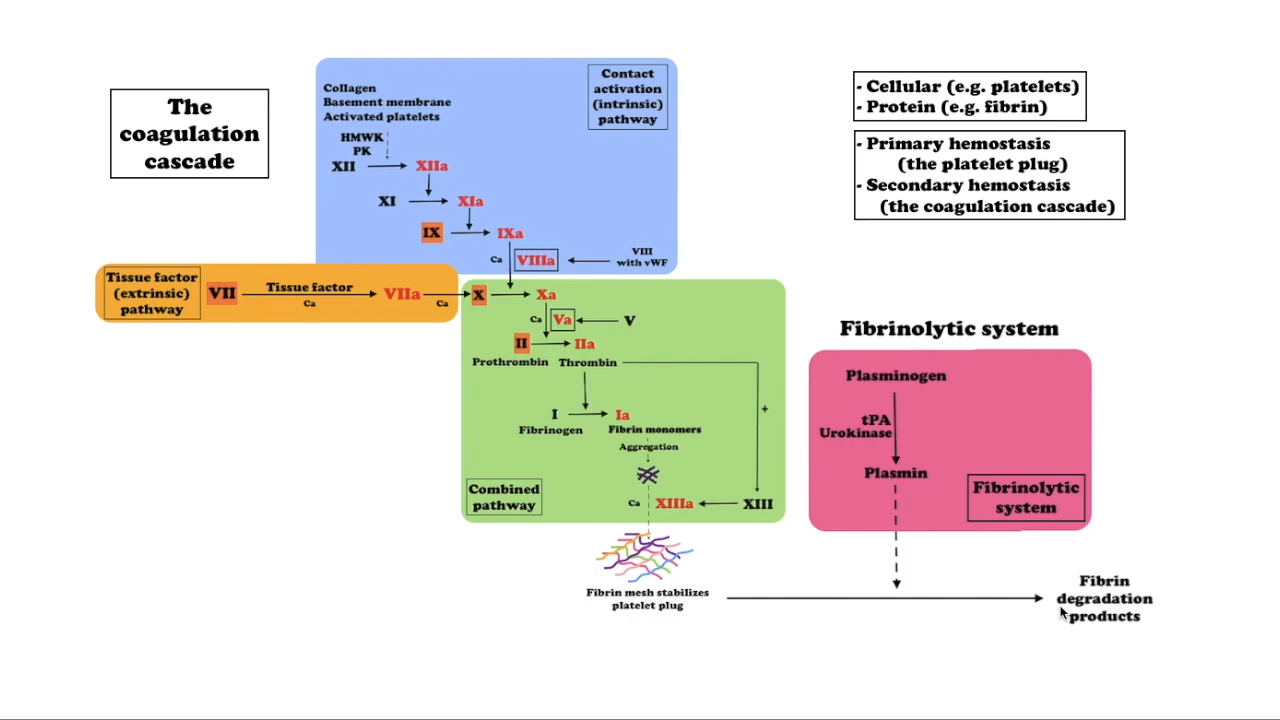 The
coagulation
cascade
Collagen
Basement membrane
Activated platelets
Contact
activation
(intrinsic)
pathway
HMWK
PK
XII XIIa
XI XIa
IX IXa
Ca VIIIa VIII
with vWF
Tissue factor
(extrinsic)
pathway
VII Tissue factor VIIa
Ca Ca
X Xa
Ca Va V
II IIa
Prothrombin Thrombin
+
I Ia
Fibrinogen Fibrin monomers
Aggregation
Combined
pathway
Ca XIIIa XIII
Fibrin mesh stabilizes
platelet plug
- Cellular (e.g. platelets)
- Protein (e.g. fibrin)
- Primary hemostasis
(the platelet plug)
- Secondary hemostasis
(the coagulation cascade)
Fibrinolytic system
Plasminogen
tPA
Urokinase
Plasmin
Fibrinolytic
system
Fibrin
degradation
products